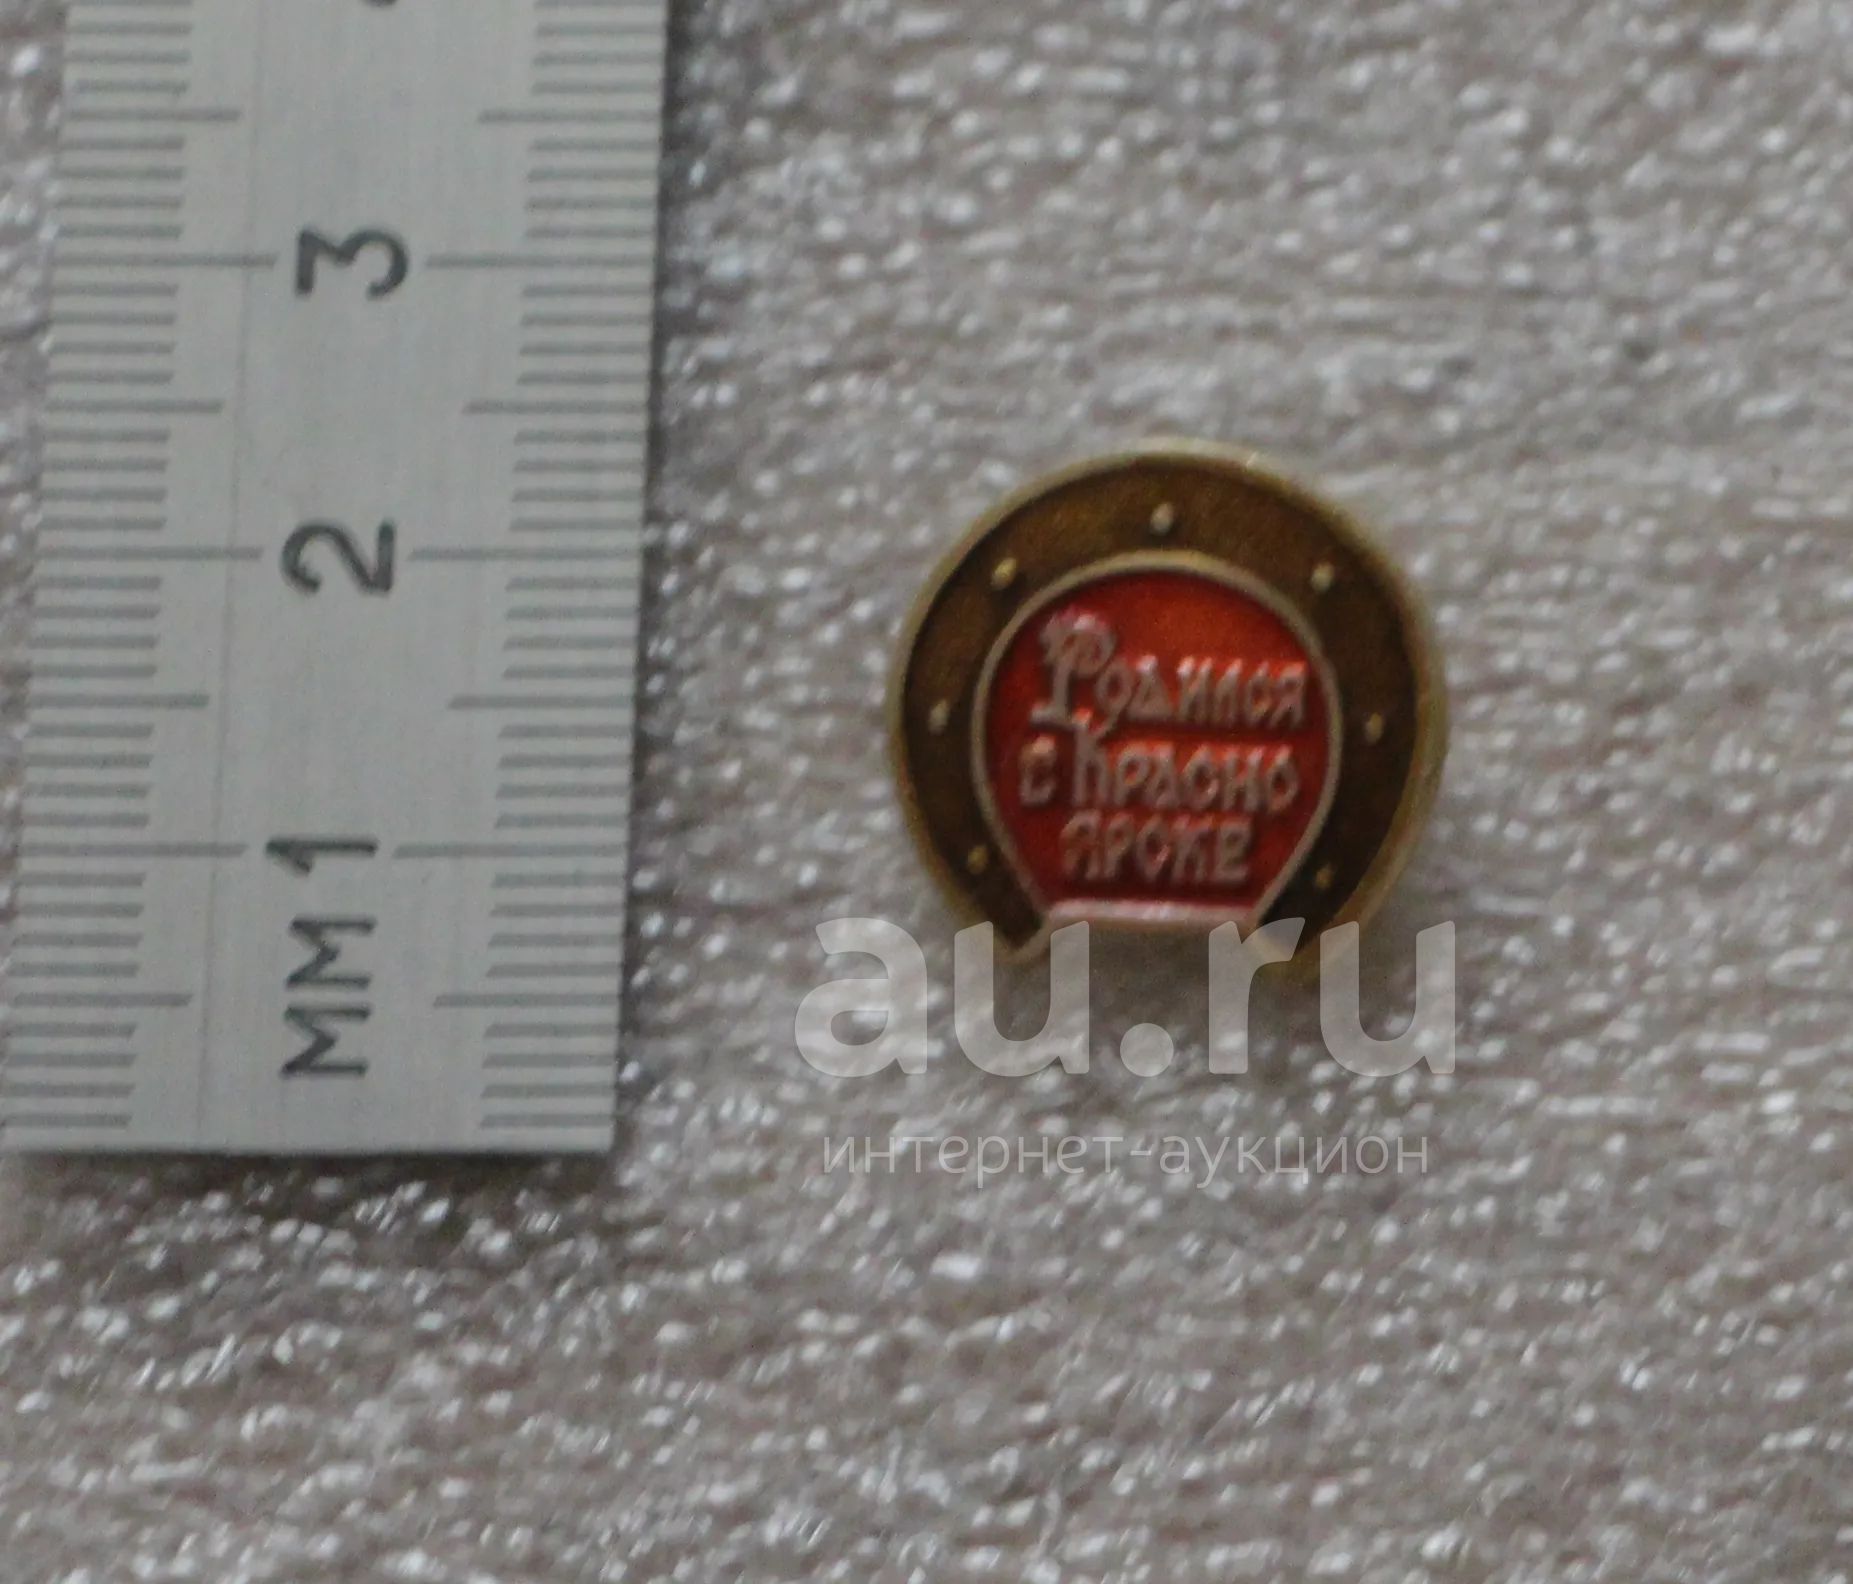 3
2
1
мм
Родился
в Красно
ярске
au.ru
интернет-аукцион